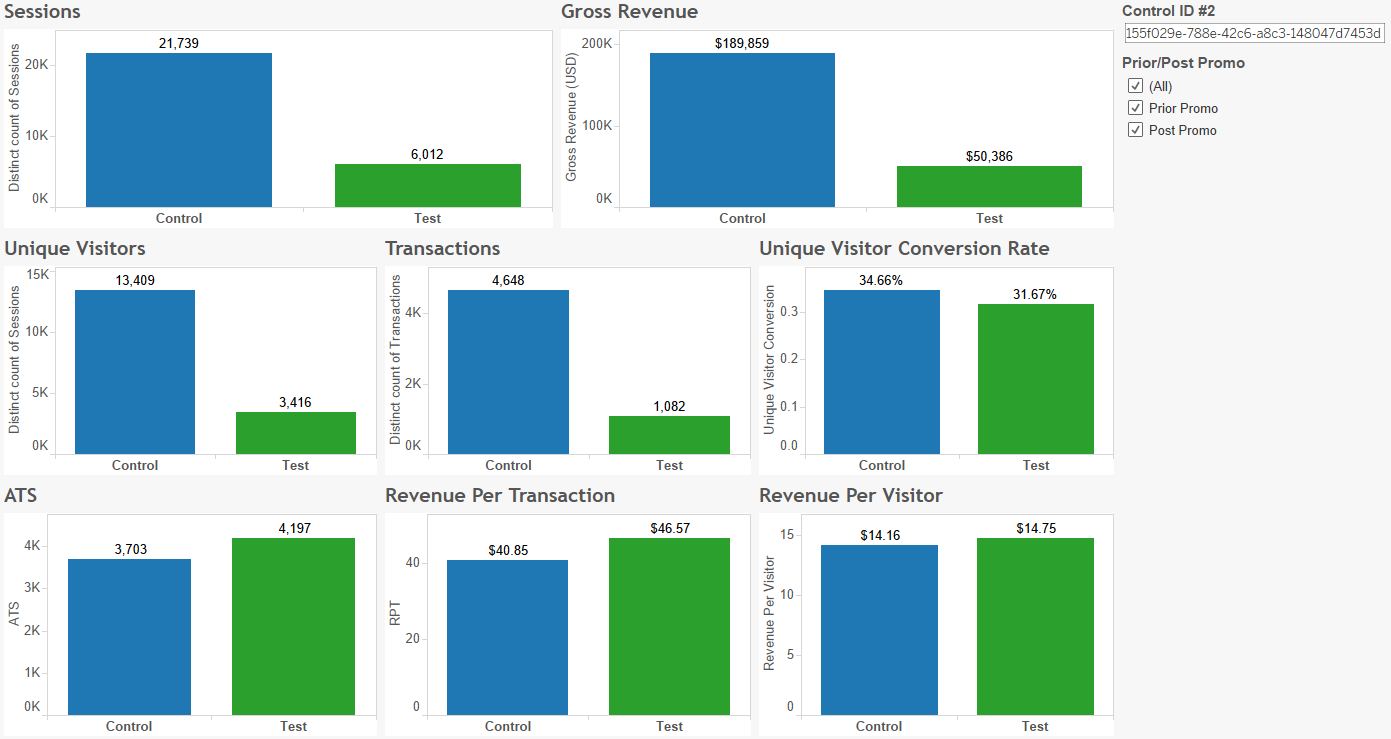 Sessions
Distinct count of Sessions
20K
10K
0K
21,739
6,012
Control
Test
Gross Revenue
Gross Revenue (USD)
200K
100K
0K
$189,859
$50,386
Control
Test
Control ID #2
155f029e-788e-42c6-a8c3-148047d7453d
Prior/Post Promo
(All)
Prior Promo
Post Promo
Unique Visitors
Distinct count of Sessions
15K
10K
5K
0K
13,409
3,416
Control
Test
Transactions
Distinct count of Transactions
4K
2K
0K
4,648
1,082
Control
Test
Unique Visitor Conversion Rate
Unique Visitor Conversion
0.3
0.2
0.1
0.0
34.66%
31.67%
Control
Test
ATS
ATS
4K
3K
2K
1K
0K
3,703
4,197
Control
Test
Revenue Per Transaction
RPT
40
20
0
$40.85
$46.57
Control
Test
Revenue Per Visitor
Revenue Per Visitor
15
10
5
0
$14.16
$14.75
Control
Test